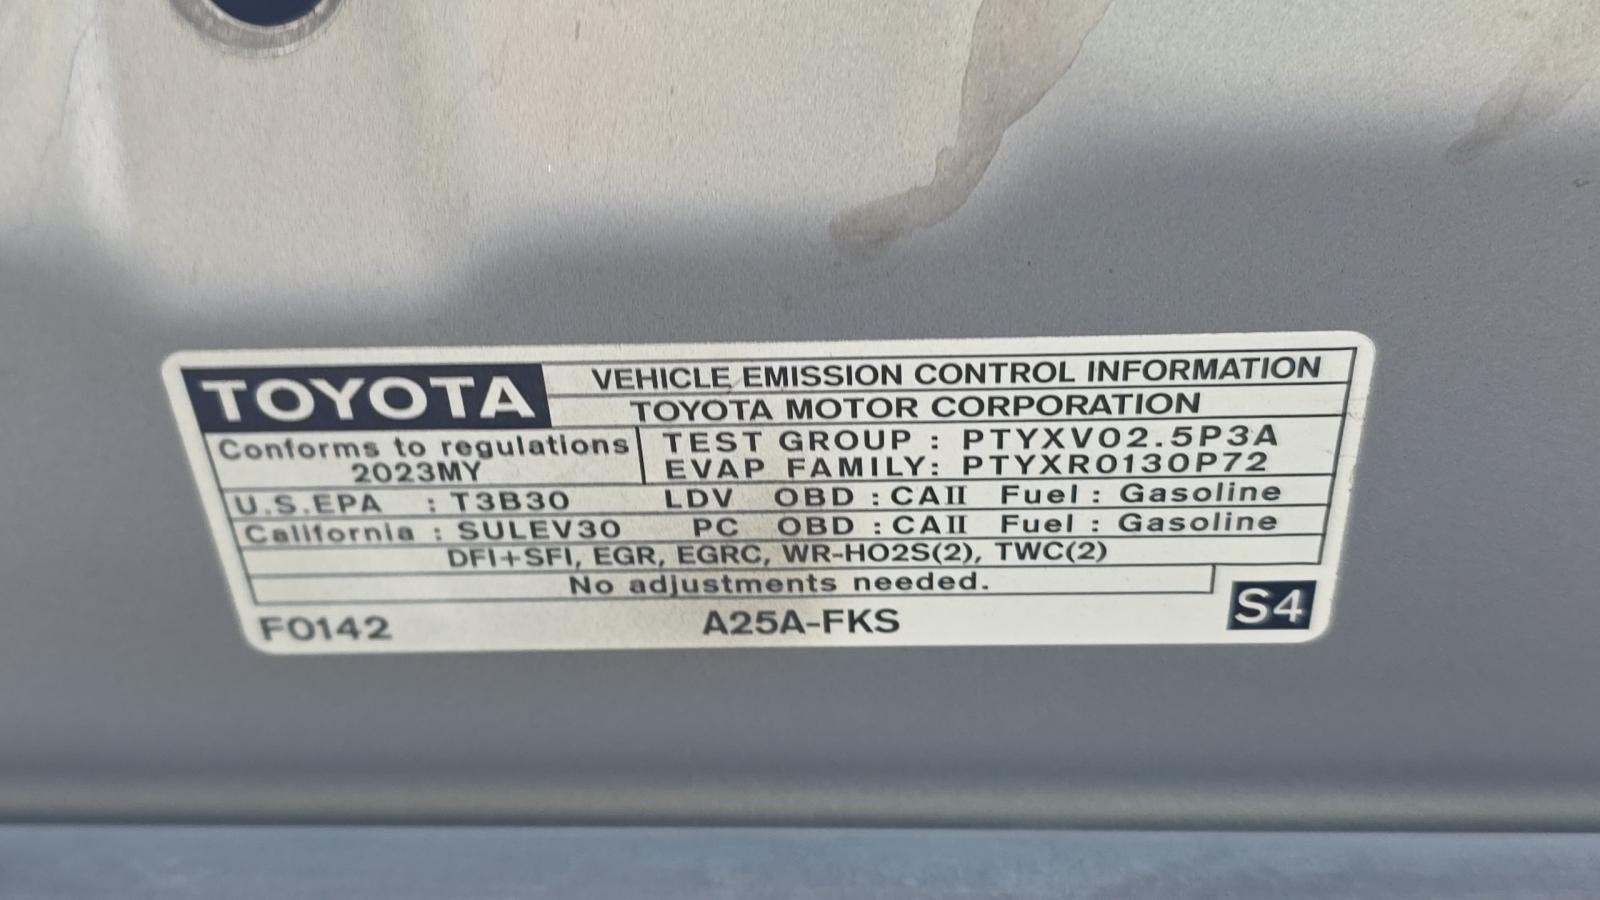 TOYOTA
VEHICLE EMISSION CONTROL INFORMATION
TOYOTA MOTOR CORPORATION
Conforms to regulations
2023MY
TEST GROUP : PTYXV02.5P3A
EVAP FAMILY: PTYXR0130P72
U.S.EPA : T3B30 LDV OBD : CAII Fuel : Gasoline
California : SULEV30 PC OBD : CAII Fuel : Gasoline
DFI+SFI, EGR, EGRC, WR-HO2S(2), TWC(2)
No adjustments needed.
F0142 A25A-FKS S4